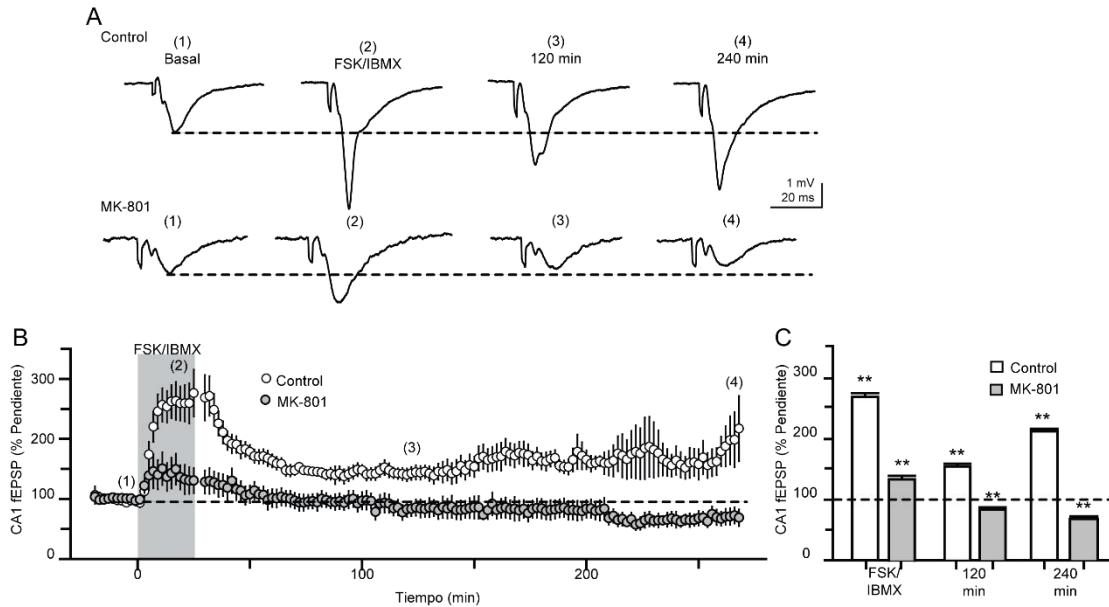 A
Control
(1)
Basal
(2)
FSK/IBMX
(3)
120 min
(4)
240 min
1 mV
20 ms
MK-801
(1)
(2)
(3)
(4)
B
CA1 fEPSP (% Pendiente)
300
200
100
0
FSK/IBMX
(2)
Control
MK-801
(1)
(3)
(4)
0
100
200
Tiempo (min)
C
CA1 fEPSP (% Pendiente)
300
200
100
0
Control
MK-801
**
**
**
**
**
**
FSK/
IBMX
120
min
240
min